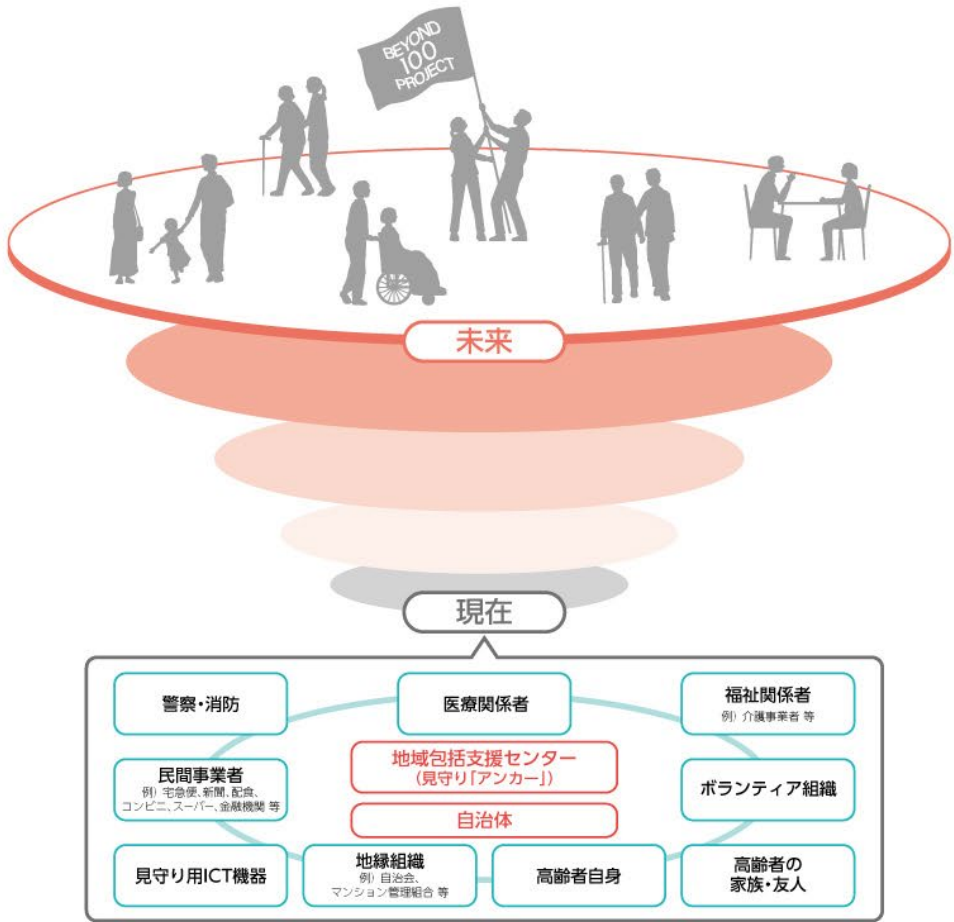 BEYOND
100
PROJECT
未来
現在
警察・消防
医療関係者
福祉関係者
例）介護事業者 等
地域包括支援センター
（見守り「アンカー」）
民間事業者
例）宅急便、新聞、配食、
コンビニ、スーパー、金融機関 等
ボランティア組織
自治体
見守り用ICT機器
地縁組織
例）自治会、
マンション管理組合 等
高齢者自身
高齢者の
家族・友人